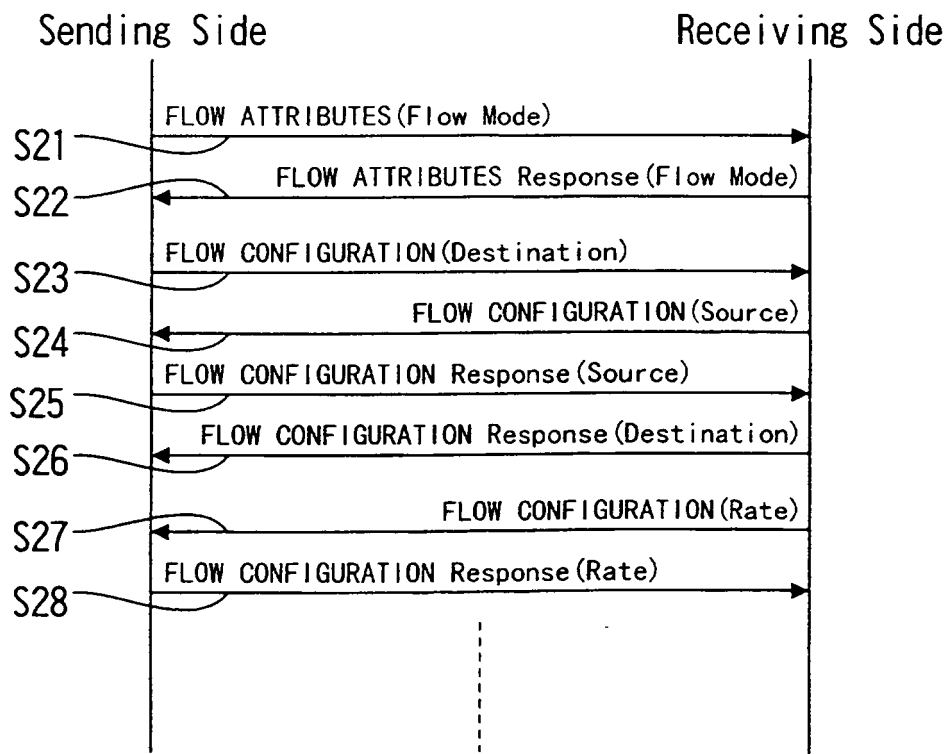 Sending Side
Receiving Side
FLOW ATTRIBUTES(Flow Mode)
S21
FLOW ATTRIBUTES Response(Flow Mode)
S22
FLOW CONFIGURATION(Destination)
S23
FLOW CONFIGURATION(Source)
S24
FLOW CONFIGURATION Response(Source)
S25
FLOW CONFIGURATION Response(Destination)
S26
FLOW CONFIGURATION(Rate)
S27
FLOW CONFIGURATION Response(Rate)
S28